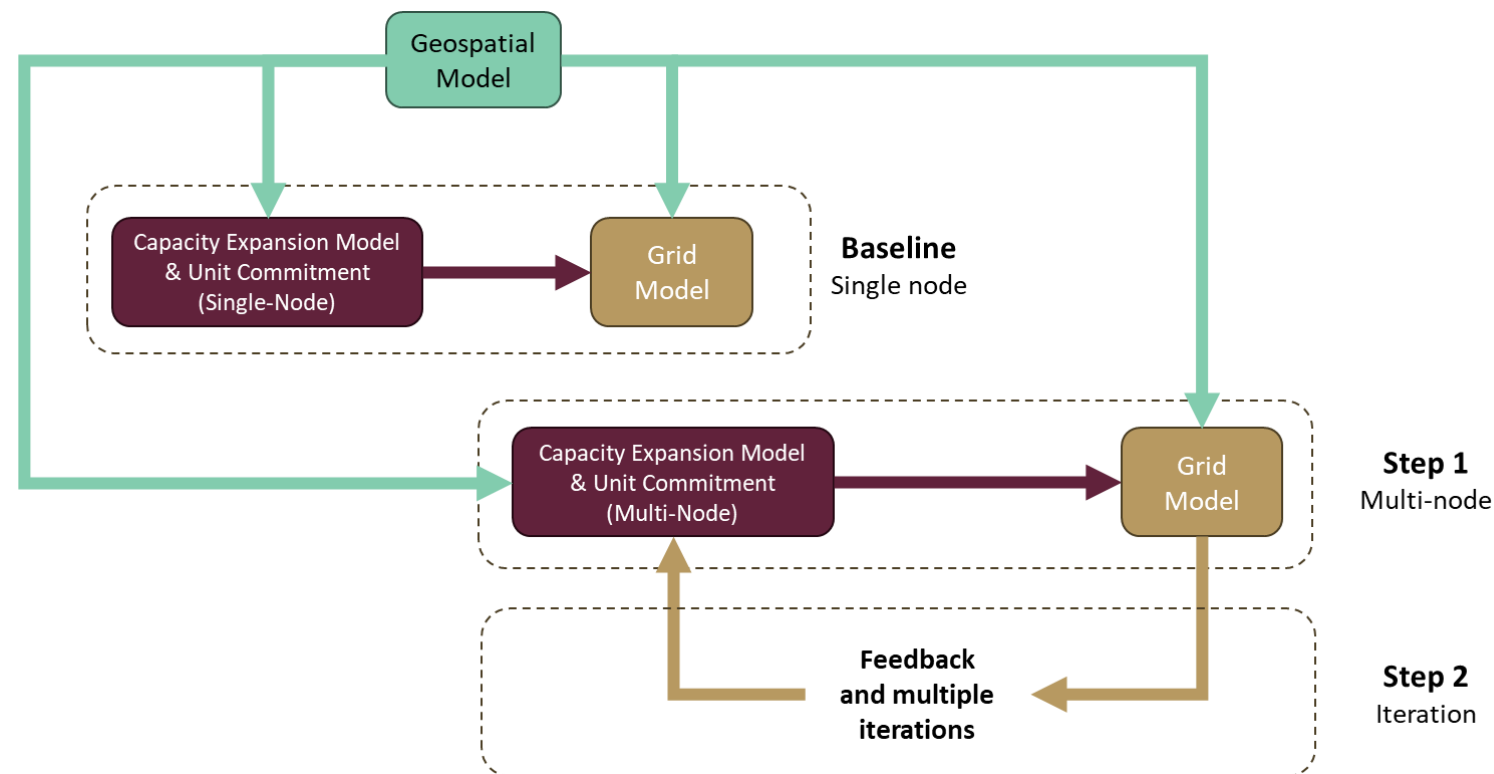 Geospatial
Model
Capacity Expansion Model
& Unit Commitment
(Single-Node)
Grid
Model
Baseline
Single node
Capacity Expansion Model
& Unit Commitment
(Multi-Node)
Grid
Model
Step 1
Multi-node
Feedback
and multiple
iterations
Step 2
Iteration